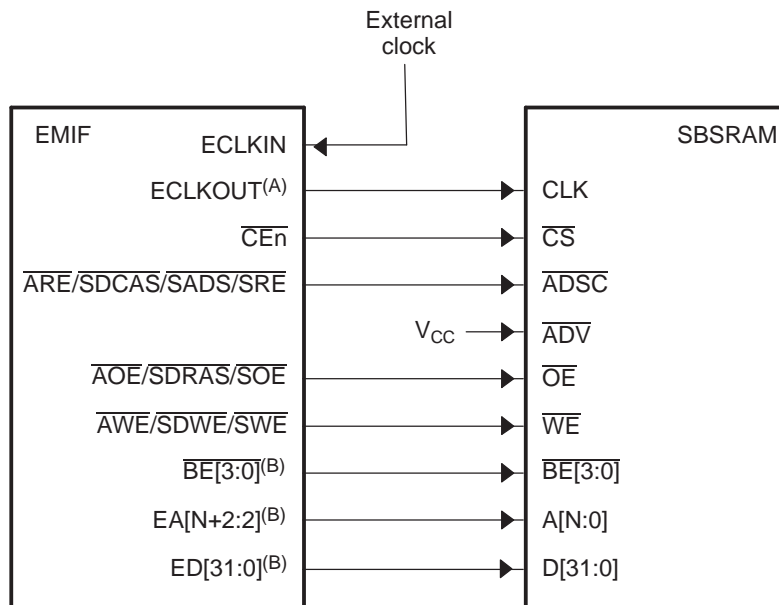 External
clock
EMIF
SBSRAM
ECLKIN
ECLKOUT(A) CLK
CEn CS
ARE/SDCAS/SADS/SRE ADSC
VCC ADV
AOE/SDRAS/SOE OE
AWE/SDWE/SWE WE
BE[3:0](B) BE[3:0]
EA[N+2:2](B) A[N:0]
ED[31:0](B) D[31:0]